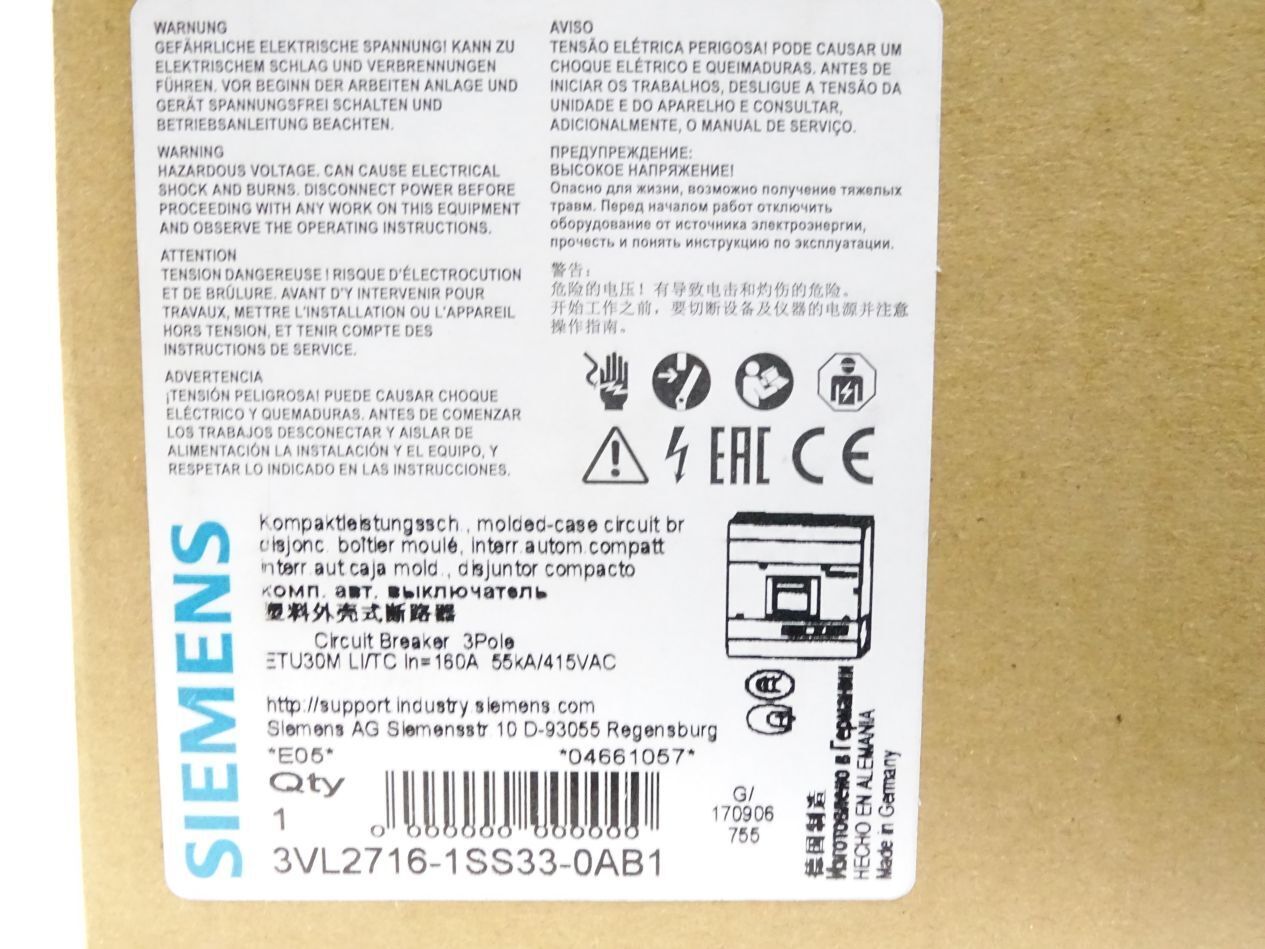 WARNUNG
GEFÄHRLICHE ELEKTRISCHE SPANNUNG! KANN ZU
ELEKTRISCHEM SCHLAG UND VERBRENNUNGEN
FÜHREN. VOR BEGINN DER ARBEITEN ANLAGE UND
GERÄT SPANNUNGSFREI SCHALTEN UND
BETRIEBSANLEITUNG BEACHTEN.
WARNING
HAZARDOUS VOLTAGE. CAN CAUSE ELECTRICAL
SHOCK AND BURNS. DISCONNECT POWER BEFORE
PROCEEDING WITH ANY WORK ON THIS EQUIPMENT
AND OBSERVE THE OPERATING INSTRUCTIONS.
ATTENTION
TENSION DANGEREUSE ! RISQUE D'ÉLECTROCUTION
ET DE BRÛLURE. AVANT D'Y INTERVENIR POUR
TRAVAUX, METTRE L'INSTALLATION OU L'APPAREIL
HORS TENSION, ET TENIR COMPTE DES
INSTRUCTIONS DE SERVICE.
ADVERTENCIA
¡TENSIÓN PELIGROSA! PUEDE CAUSAR CHOQUE
ELÉCTRICO Y QUEMADURAS. ANTES DE COMENZAR
LOS TRABAJOS DESCONECTAR Y AISLAR DE
ALIMENTACIÓN LA INSTALACIÓN Y EL EQUIPO, Y
RESPETAR LO INDICADO EN LAS INSTRUCCIONES.
AVISO
TENSÃO ELÉTRICA PERIGOSA! PODE CAUSAR UM
CHOQUE ELÉTRICO E QUEIMADURAS. ANTES DE
INICIAR OS TRABALHOS, DESLIGUE A TENSÃO DA
UNIDADE E DO APARELHO E CONSULTAR,
ADICIONALMENTE, O MANUAL DE SERVIÇO.
ПРЕДУПРЕЖДЕНИЕ:
ВЫСОКОЕ НАПРЯЖЕНИЕ!
Опасно для жизни, возможно получение тяжелых
травм. Перед началом работ отключить
оборудование от источника электроэнергии,
прочесть и понять инструкцию по эксплуатации.
警告：
危险的电压！有导致电击和灼伤的危险。
开始工作之前，要切断设备及仪器的电源并注意
操作指南。
EAC CE
SIEMENS
Kompaktleistungssch., molded-case circuit br
disjonc. boîtier moulé, interr.autom.compatt
interr.aut caja mold., disjuntor compacto
комп. авт. выключатель
塑料外壳式断路器
Circuit Breaker 3Pole
ETU30M LI/TC In=160A 55kA/415VAC
http://support.industry.siemens.com
Siemens AG Siemensstr.10 D-93055 Regensburg
*E05* *04661057*
Qty
1
3VL2716-1SS33-0AB1
G/
170906
755
德国制造
Изготовлено в Германии
HECHO EN ALEMANIA
Made in Germany